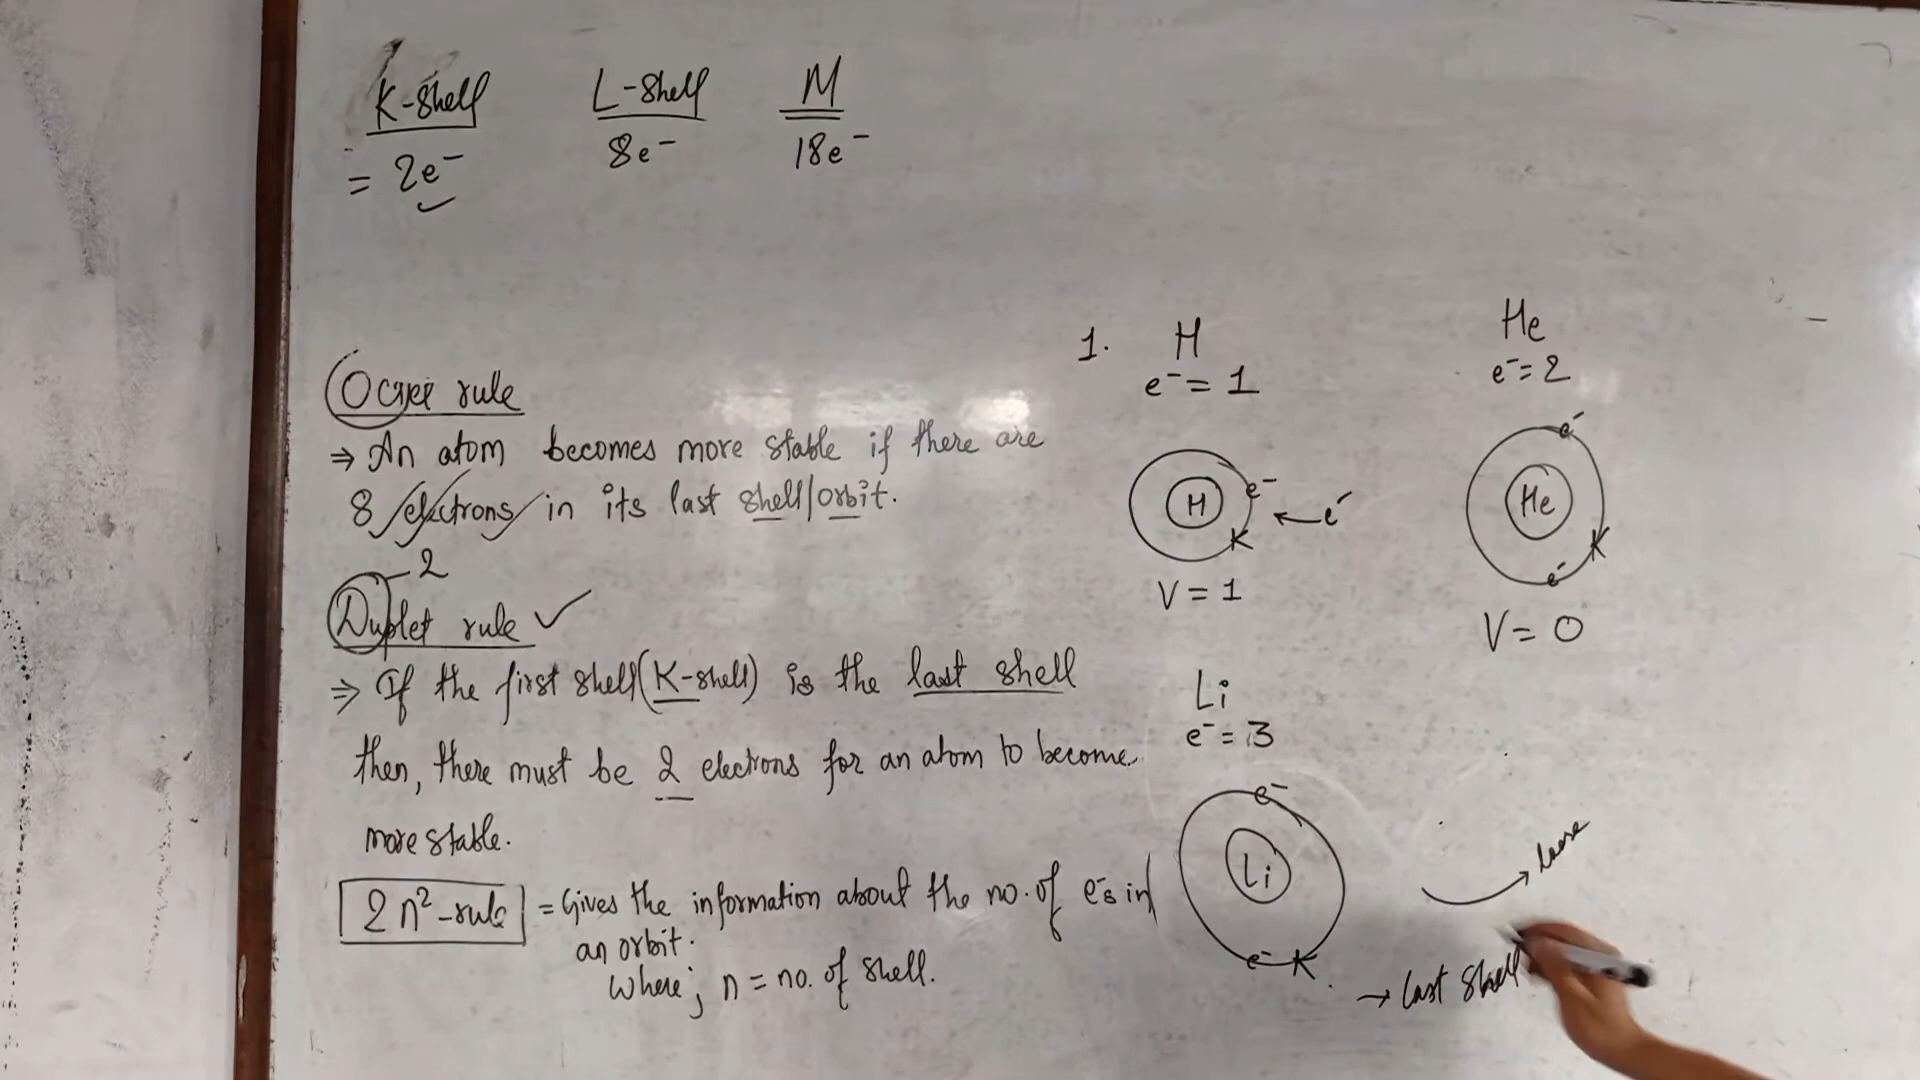 K-shell L-shell M
= 2e⁻ 8e⁻ 18e⁻
Octet rule
⇒ An atom becomes more stable if there are
8 electrons in its last shell/orbit.
2
Duplet rule ✓
⇒ If the first shell (K-shell) is the last shell
then, there must be 2 electrons for an atom to become
more stable.
2n²-rule = Gives the information about the no. of e⁻s in
an orbit.
Where; n = no. of shell.
1. H
e⁻ = 1
H e⁻ ← e⁻
K
V = 1
He
e⁻ = 2
e⁻
He
K
e⁻
V = 0
Li
e⁻ = 3
e⁻
Li
e⁻ K
→ last shell